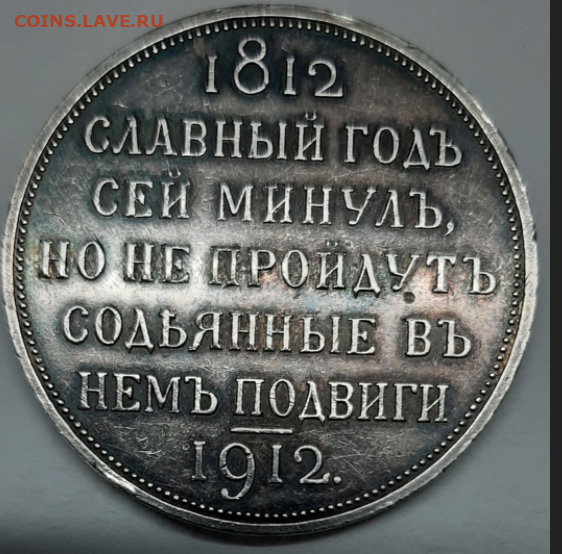 COINS.LAVE.RU
1812
СЛАВНЫЙ ГОДЪ
СЕЙ МИНУЛЪ,
НО НЕ ПРОЙДУТЪ
СОДѢЯННЫЕ ВЪ
НЕМЪ ПОДВИГИ
1912.